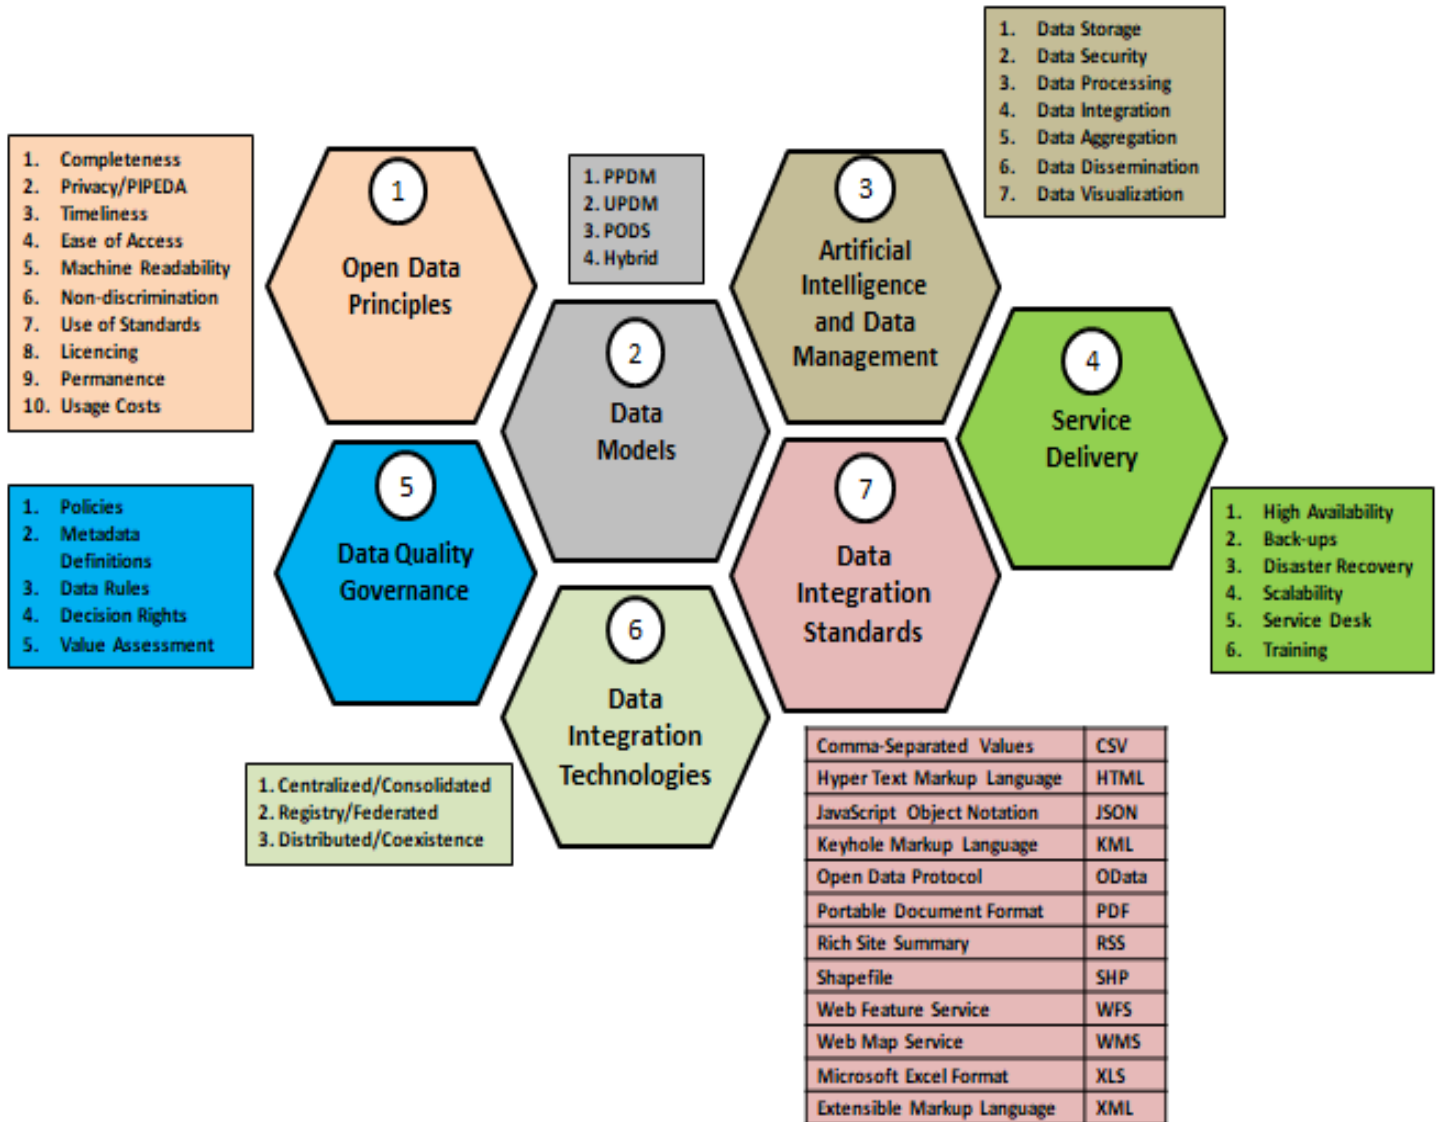 1. Completeness
2. Privacy/PIPEDA
3. Timeliness
4. Ease of Access
5. Machine Readability
6. Non-discrimination
7. Use of Standards
8. Licencing
9. Permanence
10. Usage Costs
1
Open Data
Principles
1. PPDM
2. UPDM
3. PODS
4. Hybrid
2
Data
Models
3
Artificial
Intelligence
and Data
Management
1. Data Storage
2. Data Security
3. Data Processing
4. Data Integration
5. Data Aggregation
6. Data Dissemination
7. Data Visualization
4
Service
Delivery
1. High Availability
2. Back-ups
3. Disaster Recovery
4. Scalability
5. Service Desk
6. Training
1. Policies
2. Metadata
Definitions
3. Data Rules
4. Decision Rights
5. Value Assessment
5
Data Quality
Governance
6
Data
Integration
Technologies
1. Centralized/Consolidated
2. Registry/Federated
3. Distributed/Coexistence
7
Data
Integration
Standards
Comma-Separated Values CSV
Hyper Text Markup Language HTML
JavaScript Object Notation JSON
Keyhole Markup Language KML
Open Data Protocol OData
Portable Document Format PDF
Rich Site Summary RSS
Shapefile SHP
Web Feature Service WFS
Web Map Service WMS
Microsoft Excel Format XLS
Extensible Markup Language XML